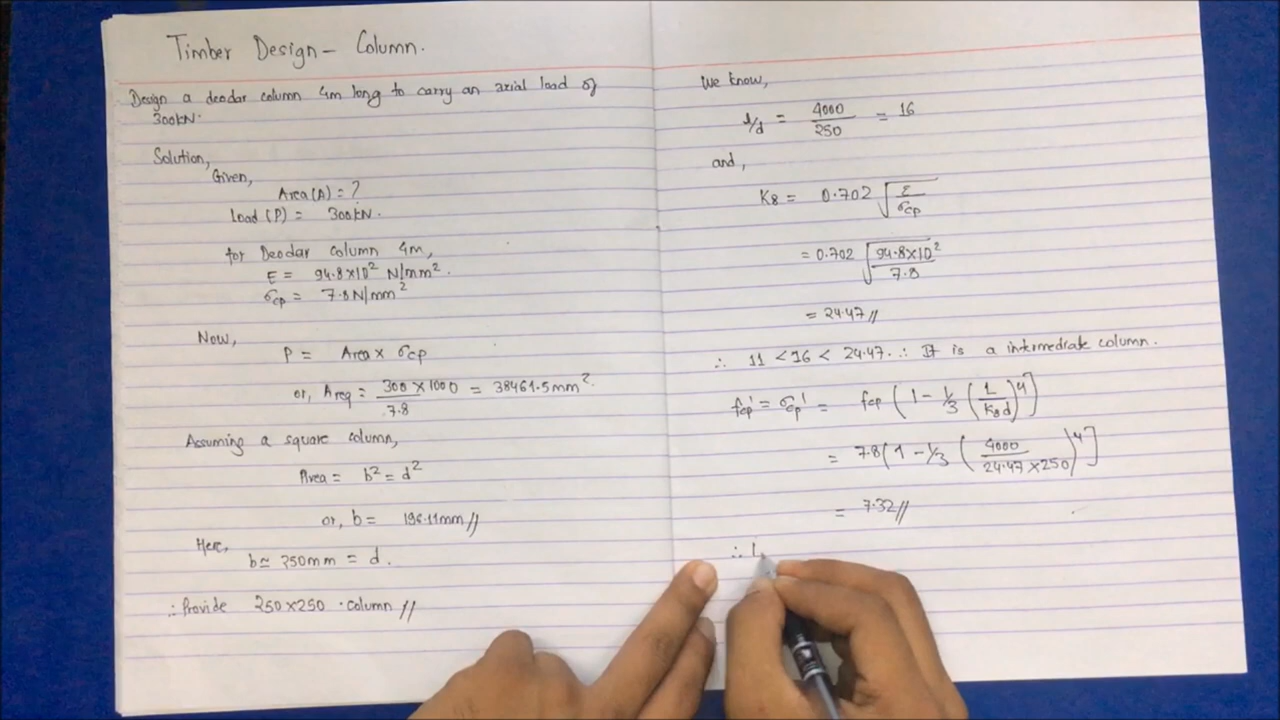 Timber Design - Column.
Design a deodar column 4m long to carry an axial load of
300kN.
Solution,
Given,
Area (A) = ?
load (P) = 300kN.
for Deodar column 4m,
E = 94.8×10² N/mm².
σcp = 7.8 N/mm²
Now,
P = Area × σcp
or, Areq = 300×1000/7.8 = 38461.5mm².
Assuming a square column,
Area = b² = d²
or, b = 196.11mm//
Here,
b ≃ 250mm = d.
∴ Provide 250×250 column //
We know,
l/d = 4000/250 = 16
and,
K8 = 0.702 √(E/σcp)
= 0.702 √(94.8×10²/7.8)
= 24.47 //
∴ 11 < 16 < 24.47. ∴ It is a intermediate column.
fcp' = σcp' = fcp (1 - 1/3 (l/k8d)⁴]
= 7.8 (1 - 1/3 (4000/24.47×250)⁴]
= 7.32 //
∴